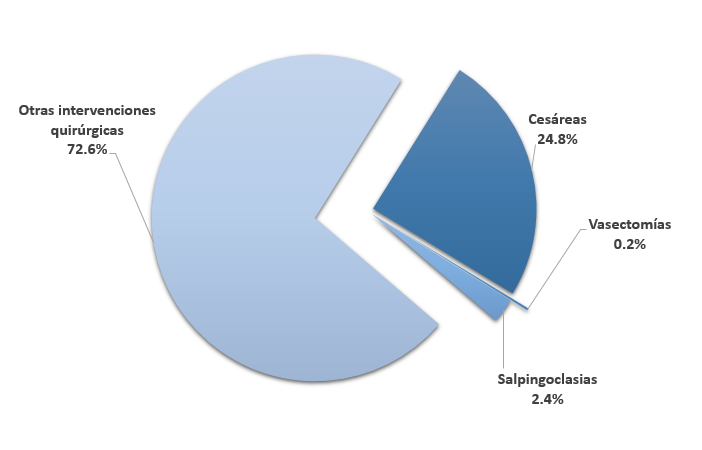 Otras intervenciones
quirúrgicas
72.6%
Cesáreas
24.8%
Vasectomías
0.2%
Salpingoclasias
2.4%